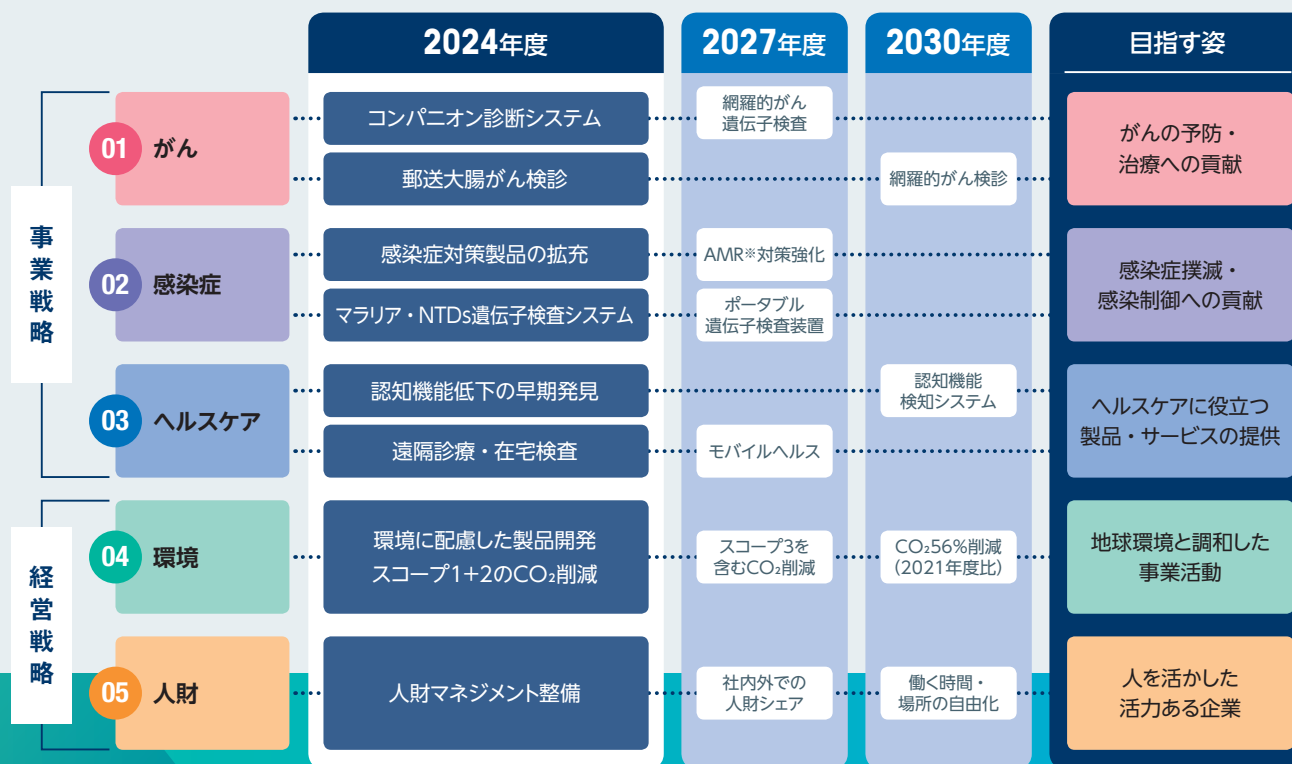 2024年度
2027年度
2030年度
目指す姿
事業戦略
01 がん
コンパニオン診断システム
網羅的がん
遺伝子検査
郵送大腸がん検診
網羅的がん検診
がんの予防・
治療への貢献
02 感染症
感染症対策製品の拡充
AMR※対策強化
マラリア・NTDs遺伝子検査システム
ポータブル
遺伝子検査装置
感染症撲滅・
感染制御への貢献
03 ヘルスケア
認知機能低下の早期発見
認知機能
検知システム
遠隔診療・在宅検査
モバイルヘルス
ヘルスケアに役立つ
製品・サービスの提供
経営戦略
04 環境
環境に配慮した製品開発
スコープ1+2のCO₂削減
スコープ3を
含むCO₂削減
CO₂56%削減
(2021年度比)
地球環境と調和した
事業活動
05 人財
人財マネジメント整備
社内外での
人財シェア
働く時間・
場所の自由化
人を活かした
活力ある企業